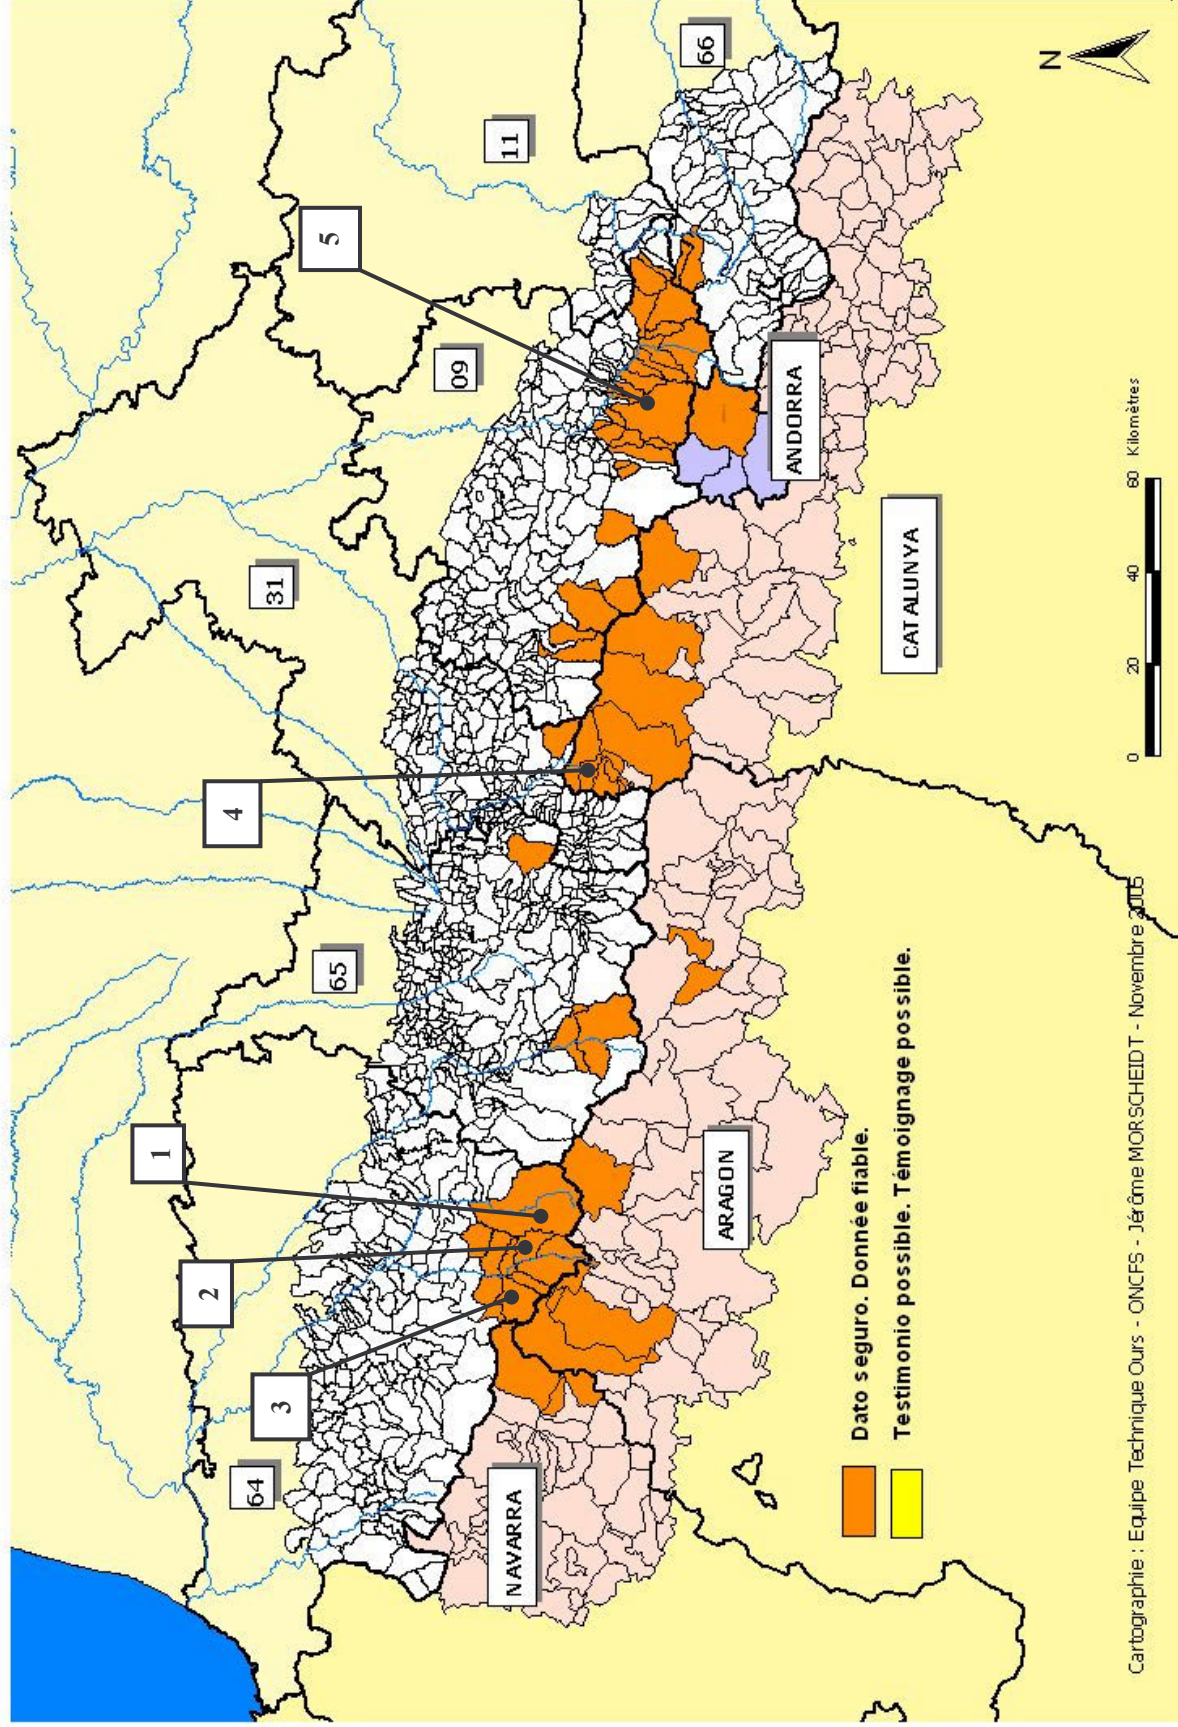 1
2
3
4
5
64
65
31
09
11
66
N
NAVARRA
ARAGON
CATALUNYA
ANDORRA
Dato seguro. Donnée fiable.
Testimonio possible. Témoignage possible.
0 20 40 60 Kilomètres
Cartographie : Equipe Technique Ours - ONCFS - Jérôme MORSCHEIDT - Novembre 2005